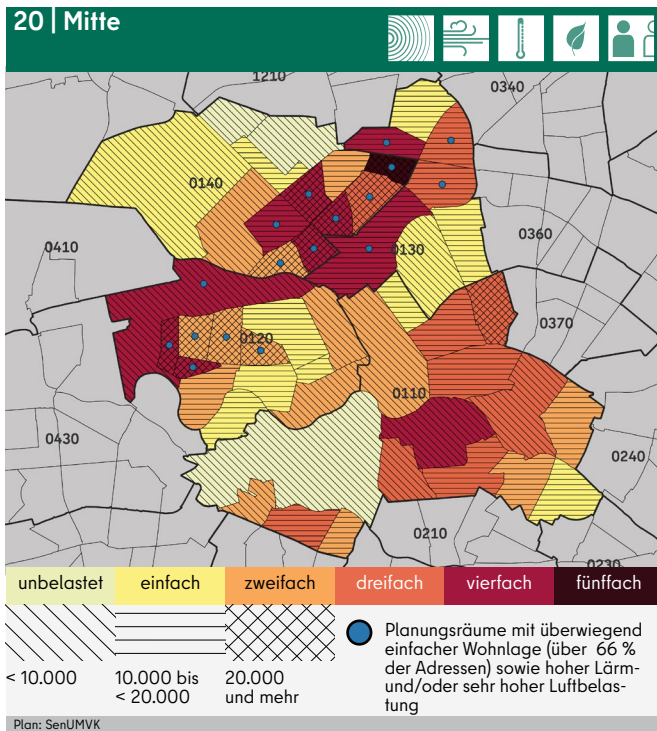 20 | Mitte
1210
0340
0140
0410
0130
0360
0120
0370
0110
0430
0240
0210
0230
unbelastet einfach zweifach dreifach vierfach fünffach
< 10.000
10.000 bis
< 20.000
20.000
und mehr
Planungsräume mit überwiegend
einfacher Wohnlage (über 66 %
der Adressen) sowie hoher Lärm-
und/oder sehr hoher Luftbelas-
tung
Plan: SenUMVK